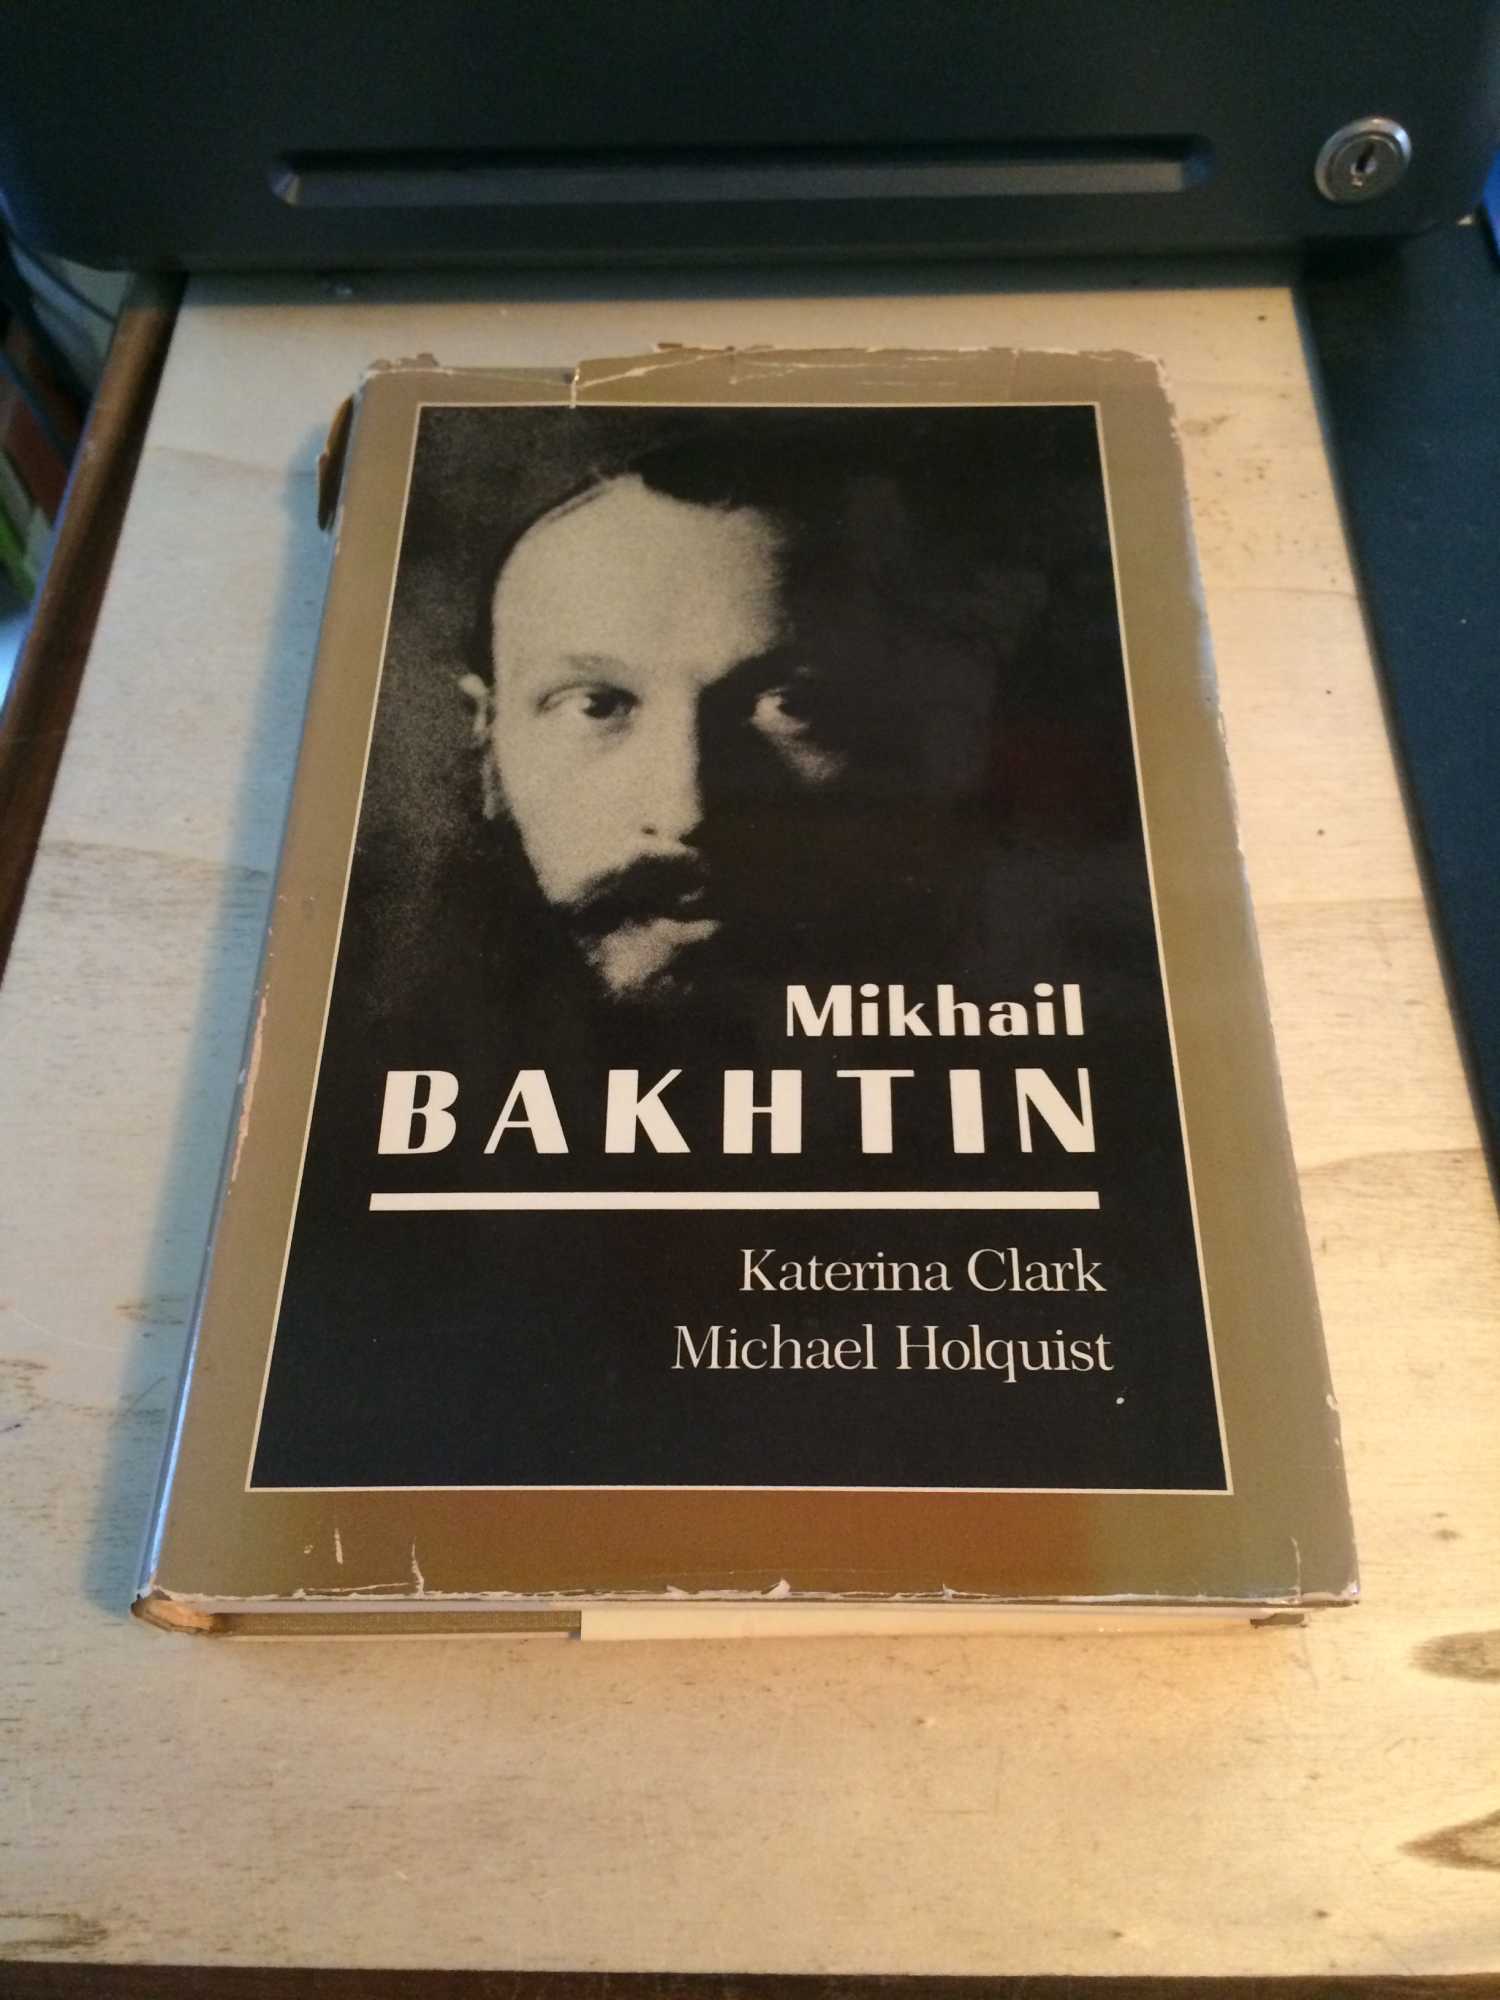 Mikhail
BAKHTIN
Katerina Clark
Michael Holquist